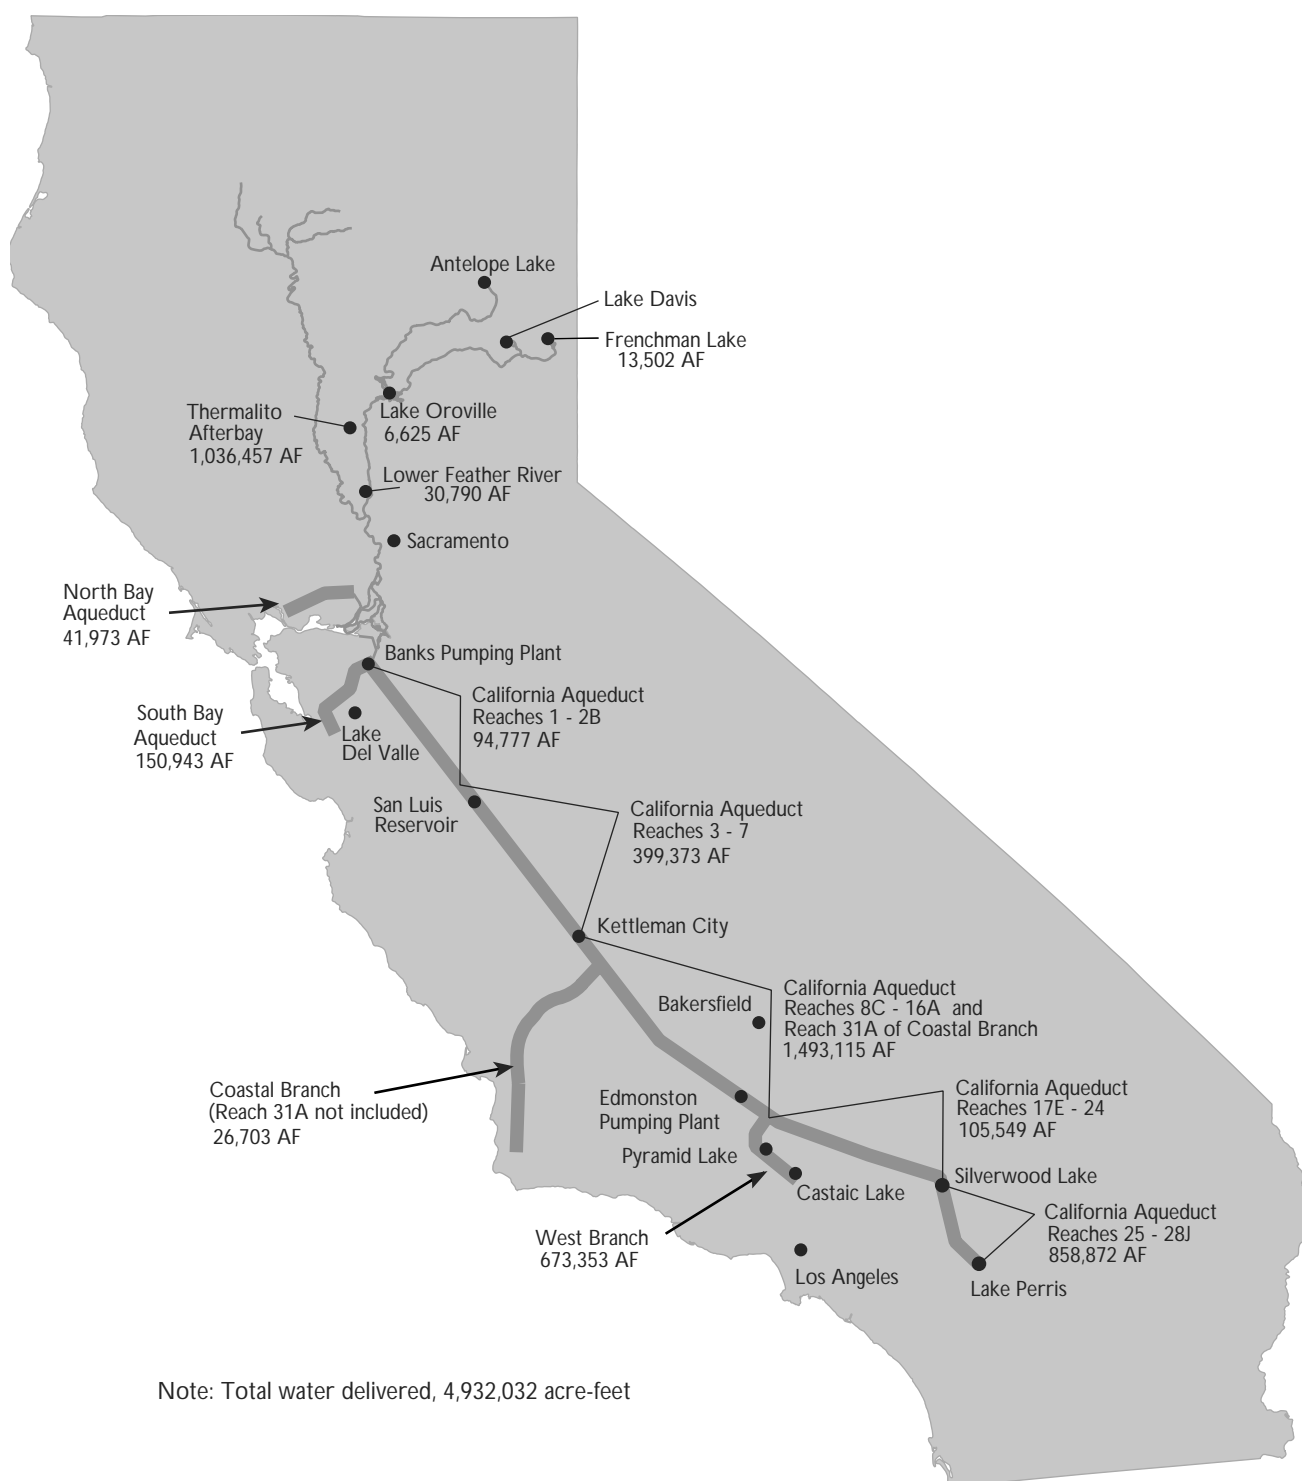 Antelope Lake
Lake Davis
Frenchman Lake
13,502 AF
Thermalito
Afterbay
1,036,457 AF
Lake Oroville
6,625 AF
Lower Feather River
30,790 AF
Sacramento
North Bay
Aqueduct
41,973 AF
Banks Pumping Plant
California Aqueduct
Reaches 1 - 2B
94,777 AF
South Bay
Aqueduct
150,943 AF
Lake
Del Valle
San Luis
Reservoir
California Aqueduct
Reaches 3 - 7
399,373 AF
Kettleman City
California Aqueduct
Reaches 8C - 16A and
Reach 31A of Coastal Branch
1,493,115 AF
Bakersfield
Coastal Branch
(Reach 31A not included)
26,703 AF
Edmonston
Pumping Plant
California Aqueduct
Reaches 17E - 24
105,549 AF
Pyramid Lake
Castaic Lake
Silverwood Lake
California Aqueduct
Reaches 25 - 28J
858,872 AF
West Branch
673,353 AF
Los Angeles
Lake Perris
Note: Total water delivered, 4,932,032 acre-feet